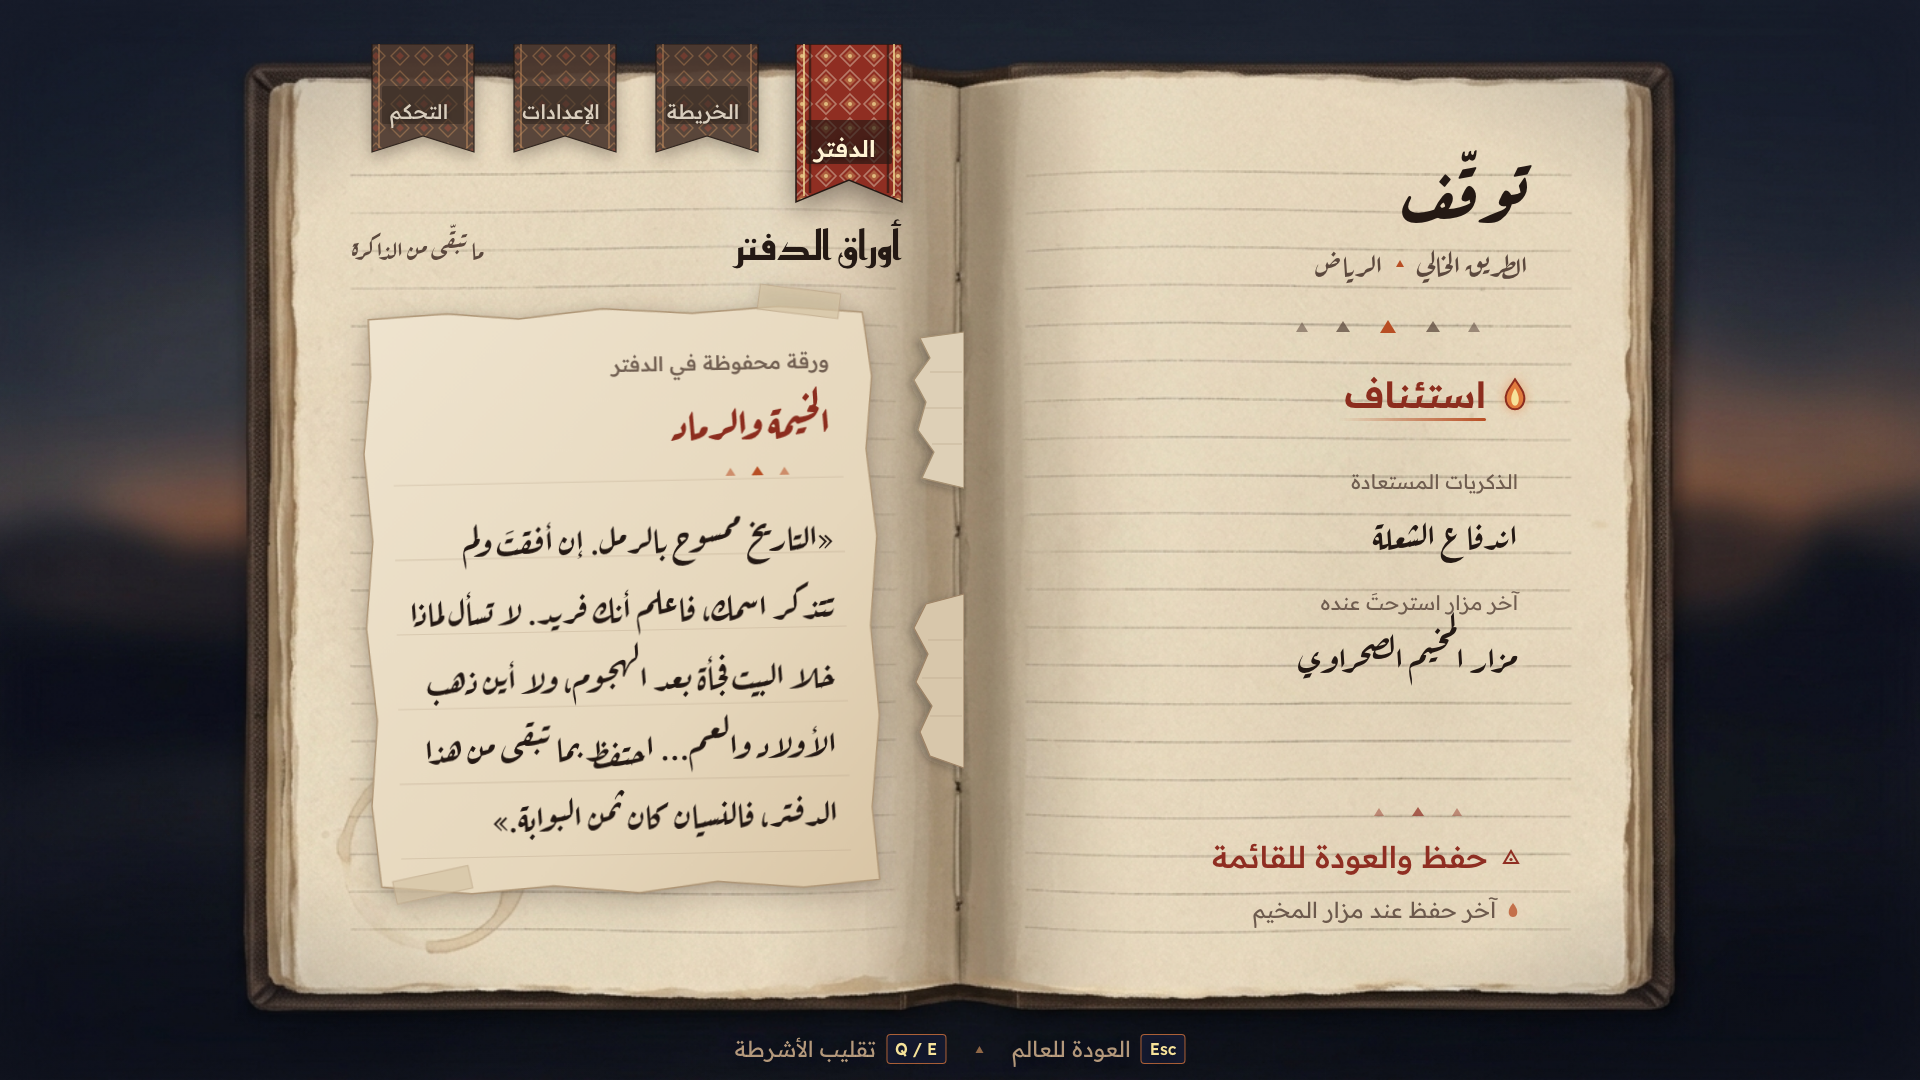 توقّف
الطريق الخالي ▲ الرياض
استئناف
الذكريات المستعادة
اندفاع الشعلة
آخر مزار استرحتَ عنده
مزار المخيم الصحراوي
حفظ والعودة للقائمة
آخر حفظ عند مزار المخيم
الدفتر
الخريطة
الإعدادات
التحكم
أوراق الدفتر
ما تبقّى من الذاكرة
ورقة محفوظة في الدفتر
الخيمة والرماد
«التاريخ ممسوح بالرمل. إن أفقتَ ولم
تتذكر اسمك، فاعلم أنك فريد. لا تسأل لماذا
خلا البيت فجأة بعد الهجوم، ولا أين ذهب
الأولاد والعم... احتفظ بما تبقّى من هذا
الدفتر، فالنسيان كان ثمن البوابة.»
Esc العودة للعالم ▲ Q / E تقليب الأشرطة